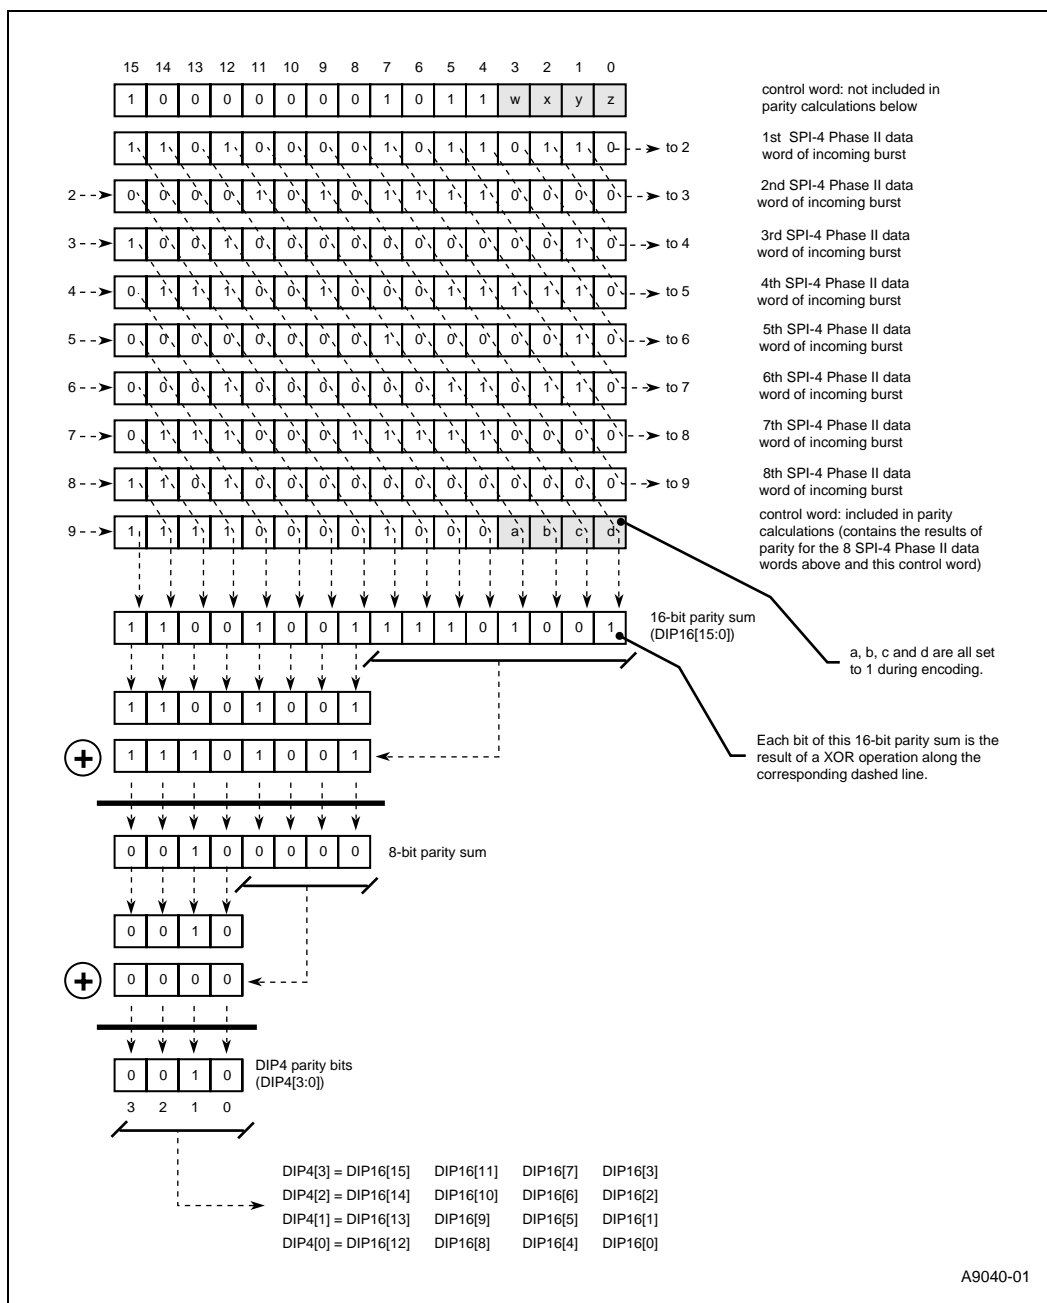 15 14 13 12 11 10 9 8 7 6 5 4 3 2 1 0
1 0 0 0 0 0 0 0 1 0 1 1 w x y z
control word: not included in
parity calculations below
1 1 0 1 0 0 0 0 1 0 1 1 0 1 1 0 to 2
1st SPI-4 Phase II data
word of incoming burst
2 0 0 0 0 1 0 1 0 1 1 1 1 0 0 0 0 to 3
2nd SPI-4 Phase II data
word of incoming burst
3 1 0 0 1 0 0 0 0 0 0 0 0 0 0 1 0 to 4
3rd SPI-4 Phase II data
word of incoming burst
4 0 1 1 1 0 0 1 0 0 0 1 1 1 1 1 0 to 5
4th SPI-4 Phase II data
word of incoming burst
5 0 0 0 0 0 0 0 0 1 0 0 0 0 0 1 0 to 6
5th SPI-4 Phase II data
word of incoming burst
6 0 0 0 1 0 0 0 0 0 0 1 1 0 1 1 0 to 7
6th SPI-4 Phase II data
word of incoming burst
7 0 1 1 1 0 0 0 1 1 1 1 1 0 0 0 0 to 8
7th SPI-4 Phase II data
word of incoming burst
8 1 1 0 1 0 0 0 0 0 0 0 0 0 0 0 0 to 9
8th SPI-4 Phase II data
word of incoming burst
9 1 1 1 1 0 0 0 0 1 0 0 0 a b c d
control word: included in parity
calculations (contains the results of
parity for the 8 SPI-4 Phase II data
words above and this control word)
1 1 0 0 1 0 0 1 1 1 1 0 1 0 0 1
16-bit parity sum
(DIP16[15:0])
a, b, c and d are all set
to 1 during encoding.
1 1 0 0 1 0 0 1
+ 1 1 1 0 1 0 0 1
Each bit of this 16-bit parity sum is the
result of a XOR operation along the
corresponding dashed line.
0 0 1 0 0 0 0 0 8-bit parity sum
0 0 1 0
+ 0 0 0 0
0 0 1 0
DIP4 parity bits
(DIP4[3:0])
3 2 1 0
DIP4[3] = DIP16[15] DIP16[11] DIP16[7] DIP16[3]
DIP4[2] = DIP16[14] DIP16[10] DIP16[6] DIP16[2]
DIP4[1] = DIP16[13] DIP16[9] DIP16[5] DIP16[1]
DIP4[0] = DIP16[12] DIP16[8] DIP16[4] DIP16[0]
A9040-01